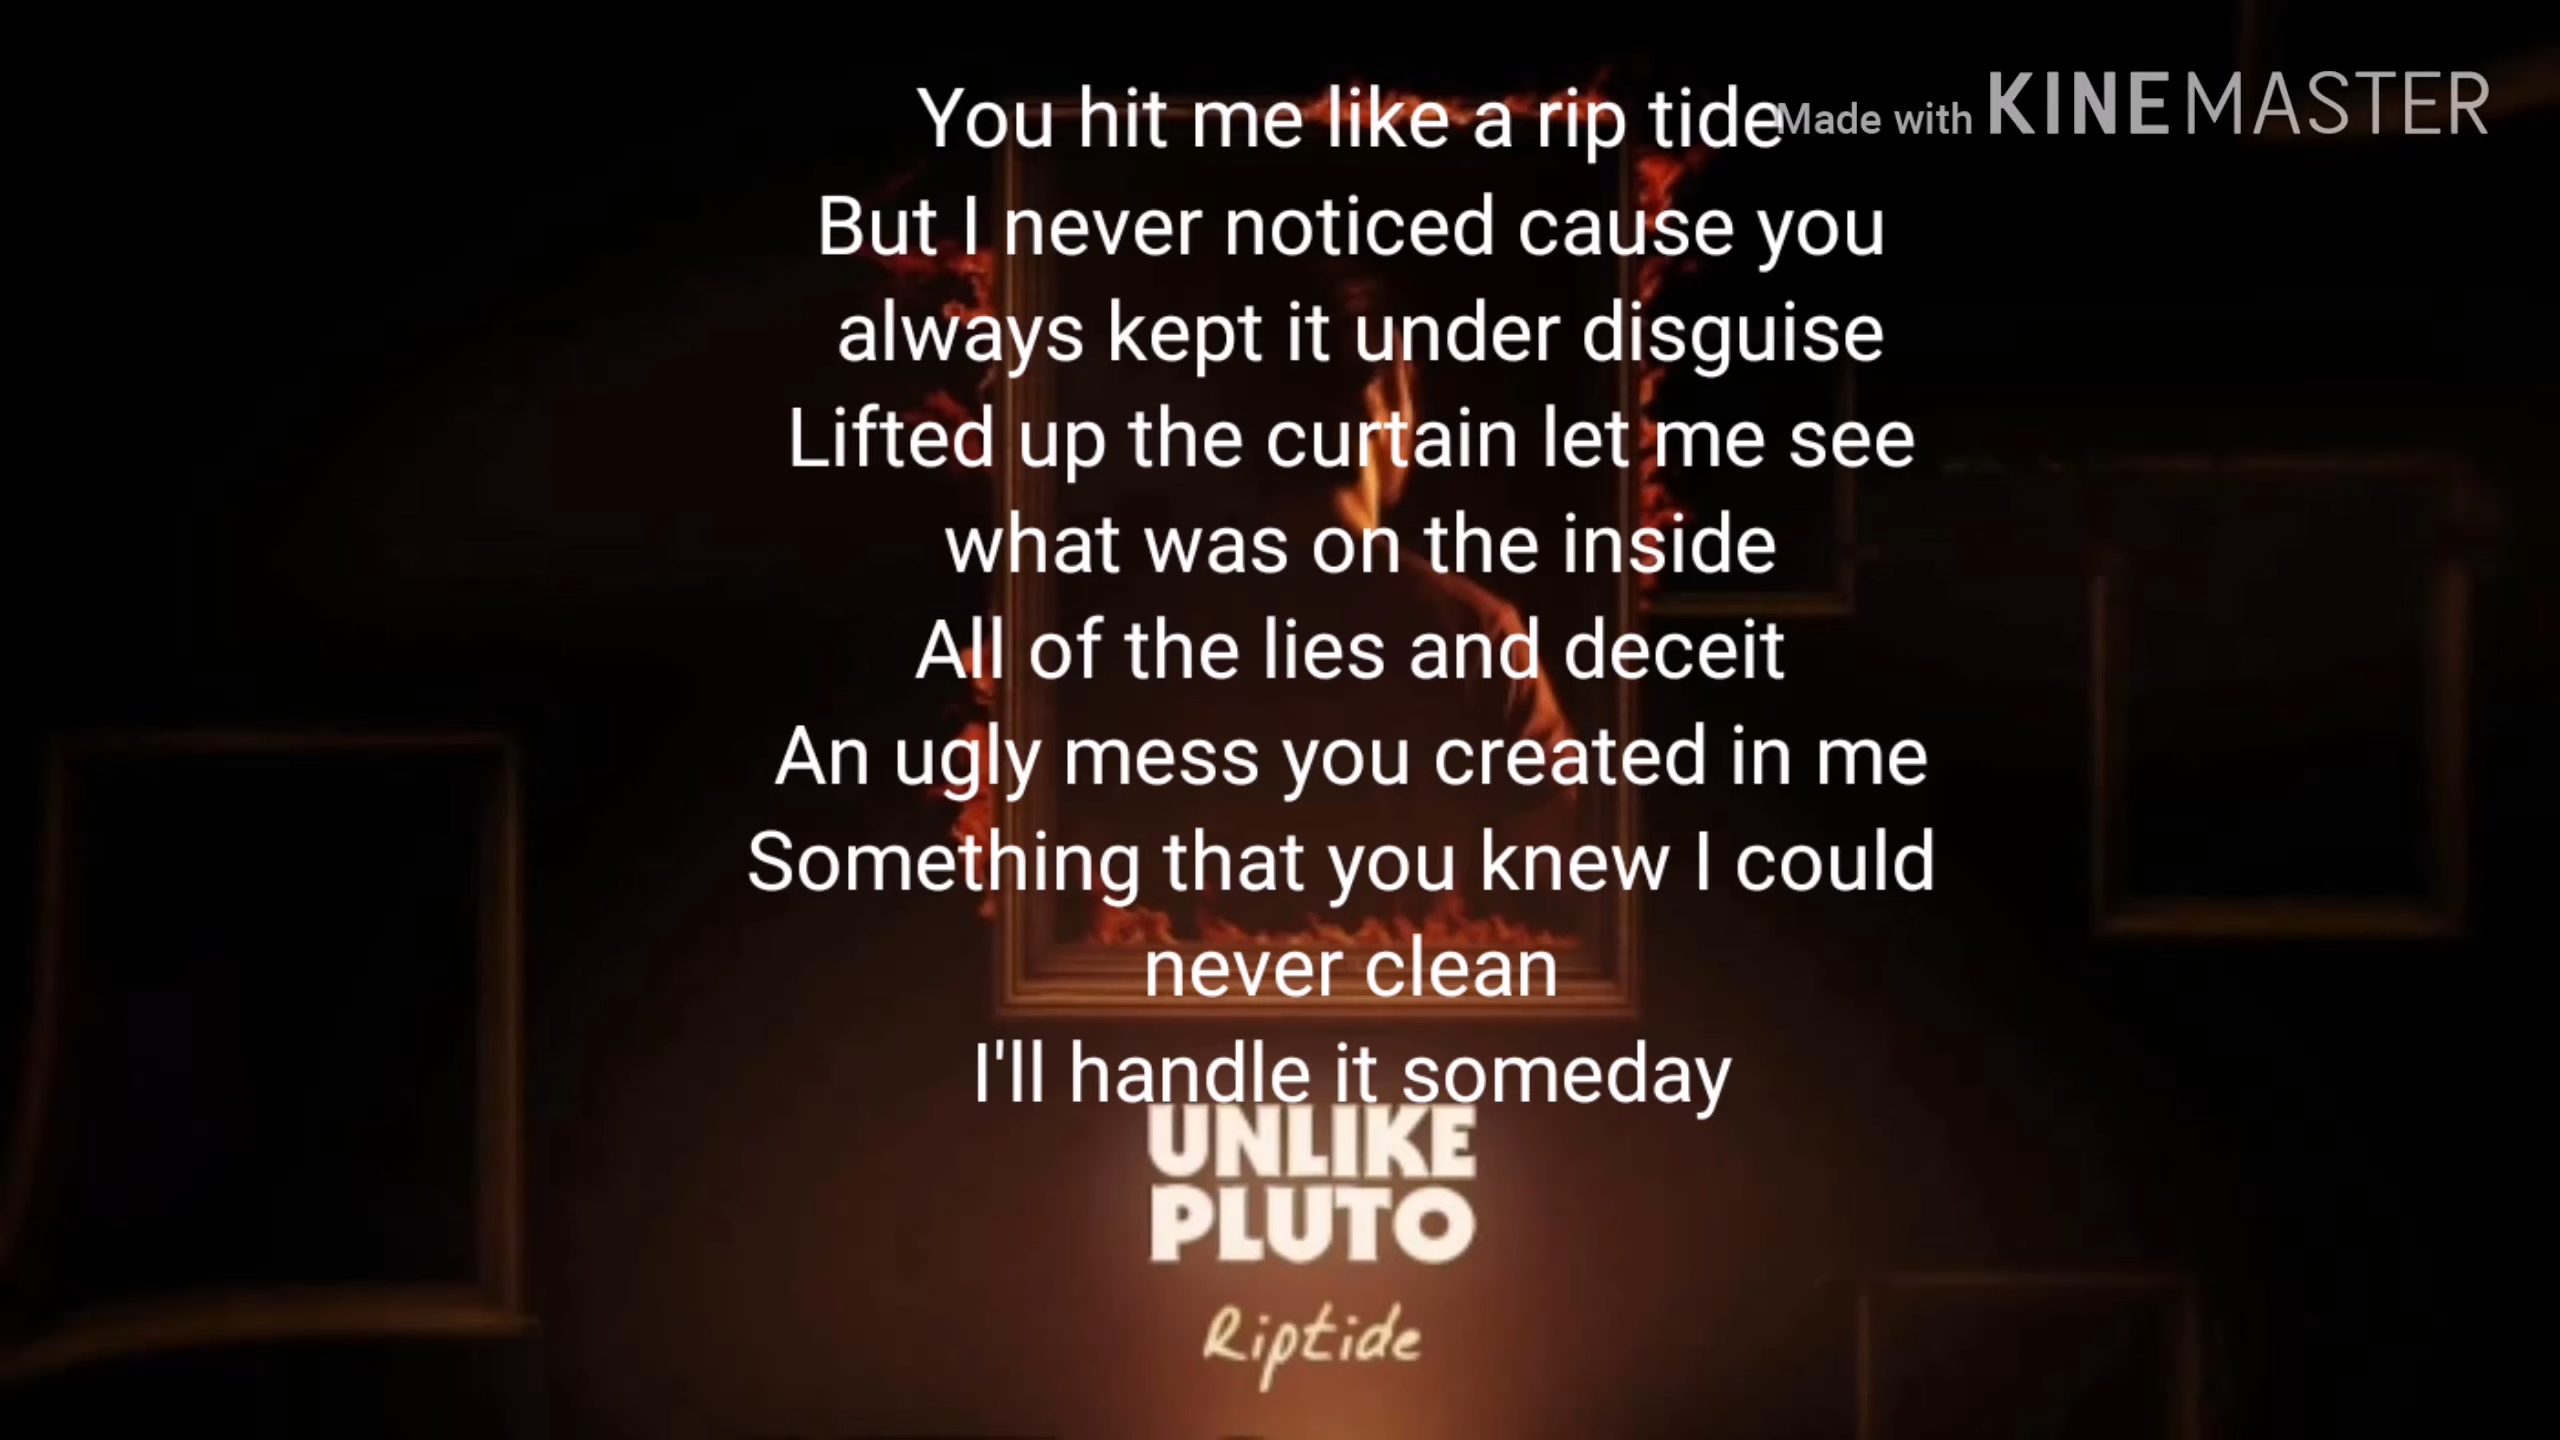 You hit me like a rip tide
Made with KINEMASTER
But I never noticed cause you
always kept it under disguise
Lifted up the curtain let me see
what was on the inside
All of the lies and deceit
An ugly mess you created in me
Something that you knew I could
never clean
I'll handle it someday
UNLIKE
PLUTO
Riptide